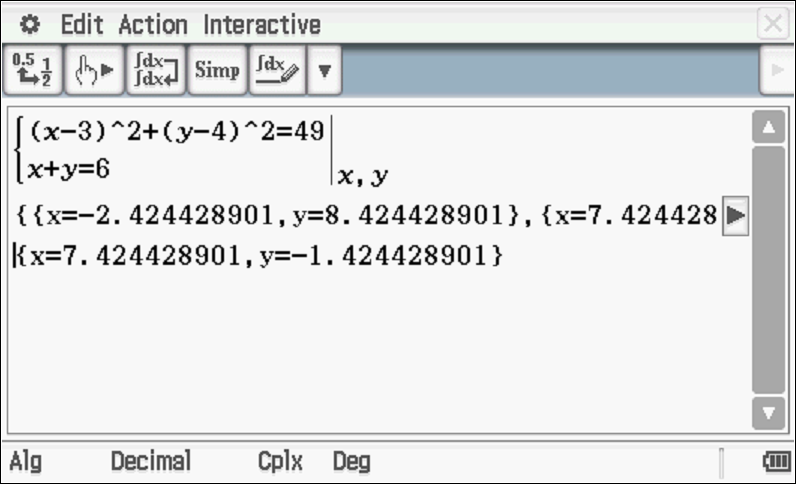 Edit Action Interactive
0.5 1 2 ∫dx ∫dx Simp ∫dx
(x−3)^2+(y−4)^2=49
x+y=6
x, y
{{x=−2.424428901,y=8.424428901},{x=7.424428
{x=7.424428901,y=−1.424428901}
Alg Decimal Cplx Deg